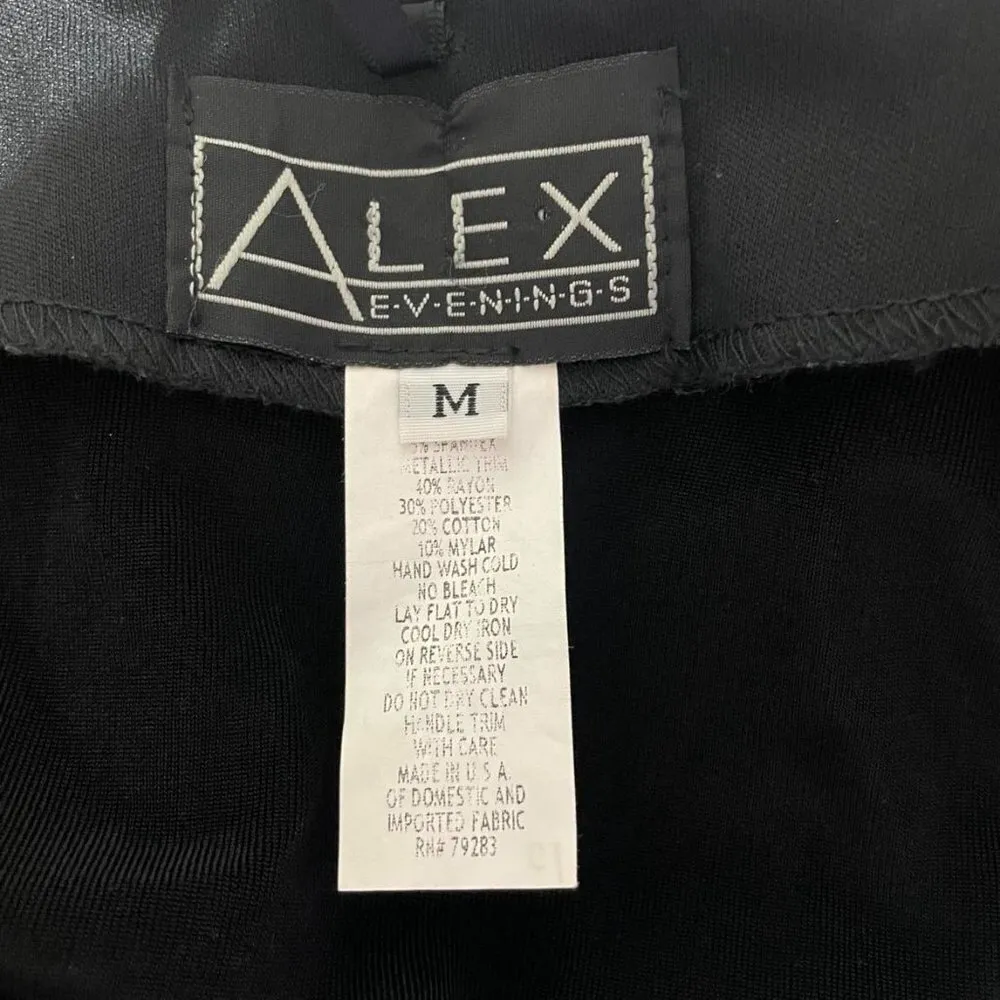 ALEX
E-V-E-N-I-N-G-S
M
SPANDEX
METALLIC TRIM
40% RAYON
30% POLYESTER
20% COTTON
10% MYLAR
HAND WASH COLD
NO BLEACH
LAY FLAT TO DRY
COOL DRY IRON
ON REVERSE SIDE
IF NECESSARY
DO NOT DRY CLEAN
HANDLE TRIM
WITH CARE
MADE IN U.S.A.
OF DOMESTIC AND
IMPORTED FABRIC
RN# 79283